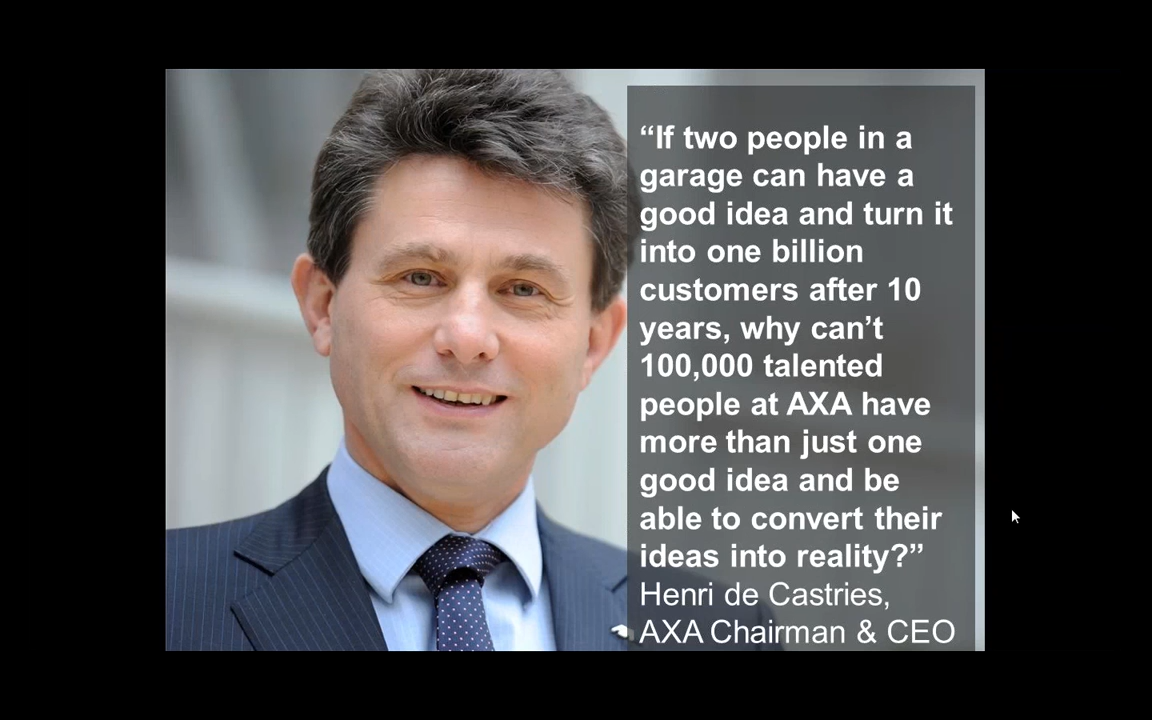 “If two people in a
garage can have a
good idea and turn it
into one billion
customers after 10
years, why can’t
100,000 talented
people at AXA have
more than just one
good idea and be
able to convert their
ideas into reality?”
Henri de Castries,
AXA Chairman & CEO